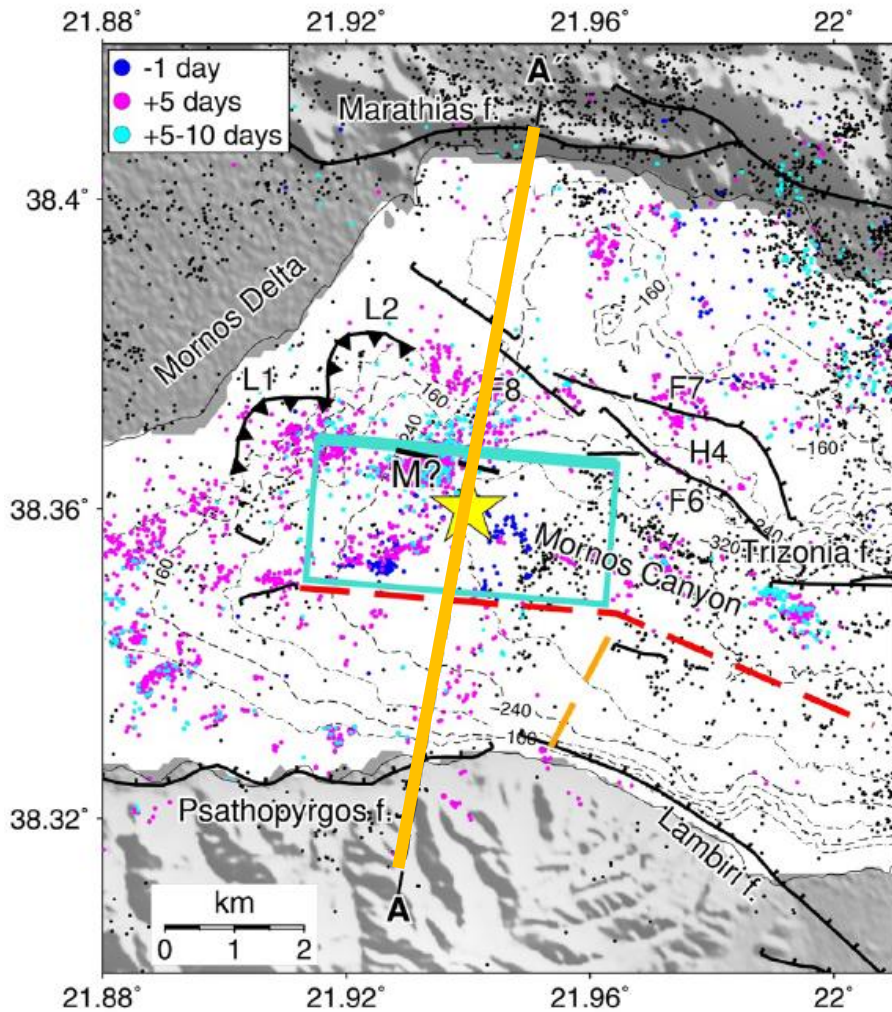 21.88° 21.92° 21.96° 22°
-1 day
+5 days
+5-10 days
A´
Marathias f.
38.4°
Mornos Delta
160
L2
L1
160
F8
F7
240
160
H4
M?
F6
38.36°
240
320
Trizonia f.
Mornos Canyon
160
240
160
Psathopyrgos f.
38.32°
Lambiri f.
km
0 1 2
A
21.88° 21.92° 21.96° 22°